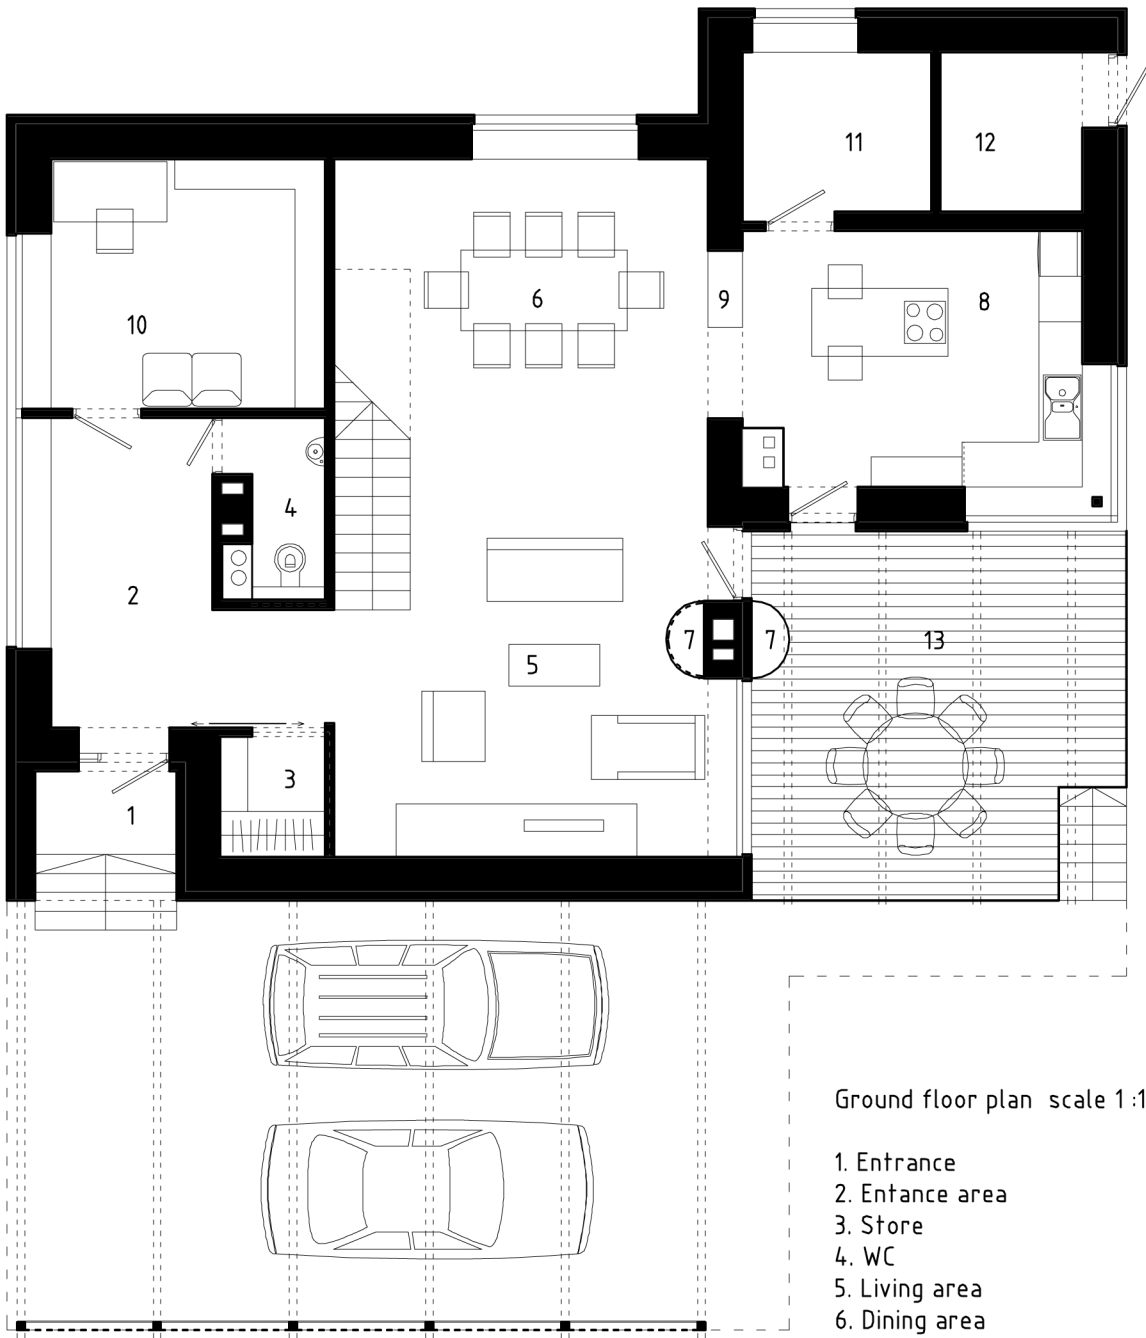 11
12
10
6
9
8
4
2
7
7
13
5
3
1
Ground floor plan scale 1 :1
1. Entrance
2. Entance area
3. Store
4. WC
5. Living area
6. Dining area